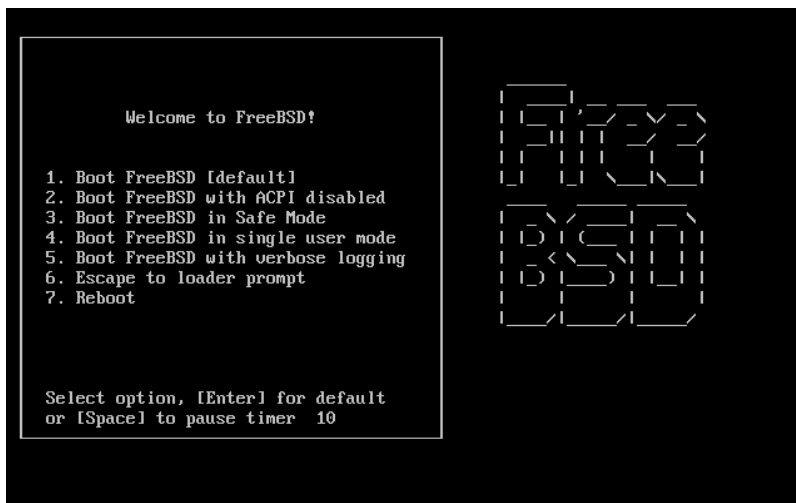 Welcome to FreeBSD!
1. Boot FreeBSD [default]
2. Boot FreeBSD with ACPI disabled
3. Boot FreeBSD in Safe Mode
4. Boot FreeBSD in single user mode
5. Boot FreeBSD with verbose logging
6. Escape to loader prompt
7. Reboot
Select option, [Enter] for default
or [Space] to pause timer  10
Free
BSD